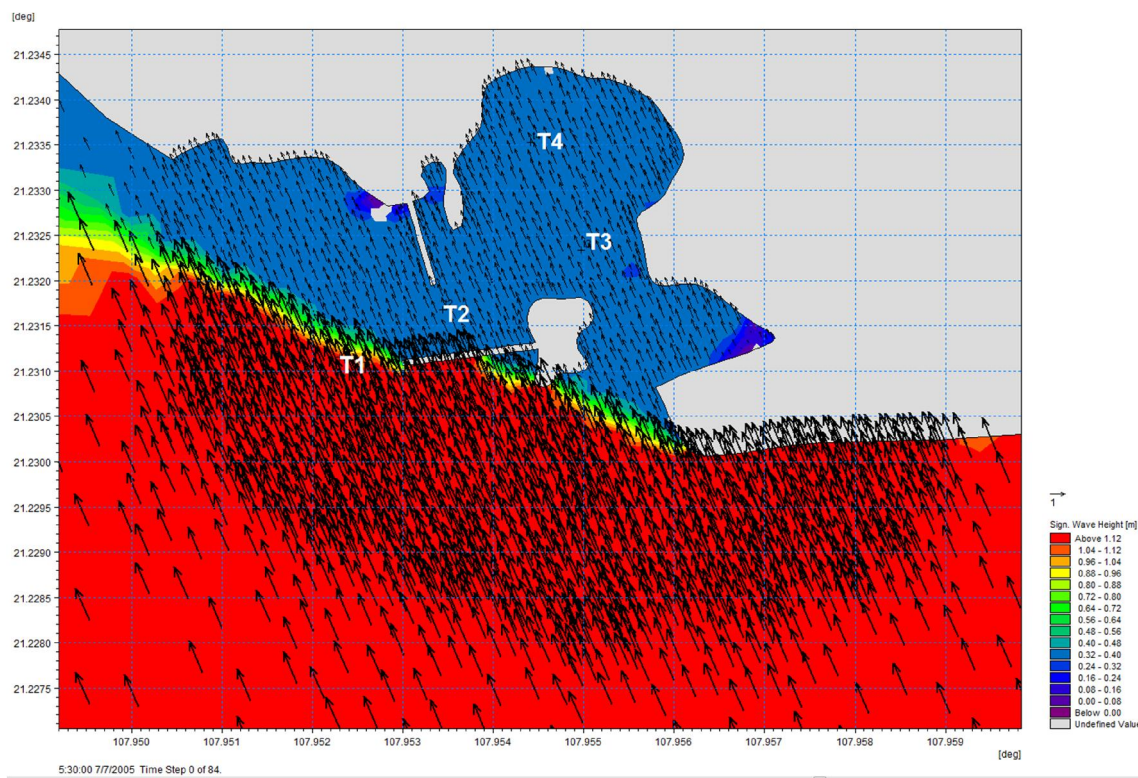 [deg]
21.2345
21.2340
21.2335
21.2330
21.2325
21.2320
21.2315
21.2310
21.2305
21.2300
21.2295
21.2290
21.2285
21.2280
21.2275
T4
T3
T2
T1
107.950 107.951 107.952 107.953 107.954 107.955 107.956 107.957 107.958 107.959
[deg]
5:30:00 7/7/2005 Time Step 0 of 84.
1
Sign. Wave Height [m]
Above 1.12
1.04 - 1.12
0.96 - 1.04
0.88 - 0.96
0.80 - 0.88
0.72 - 0.80
0.64 - 0.72
0.56 - 0.64
0.48 - 0.56
0.40 - 0.48
0.32 - 0.40
0.24 - 0.32
0.16 - 0.24
0.08 - 0.16
0.00 - 0.08
Below 0.00
Undefined Value